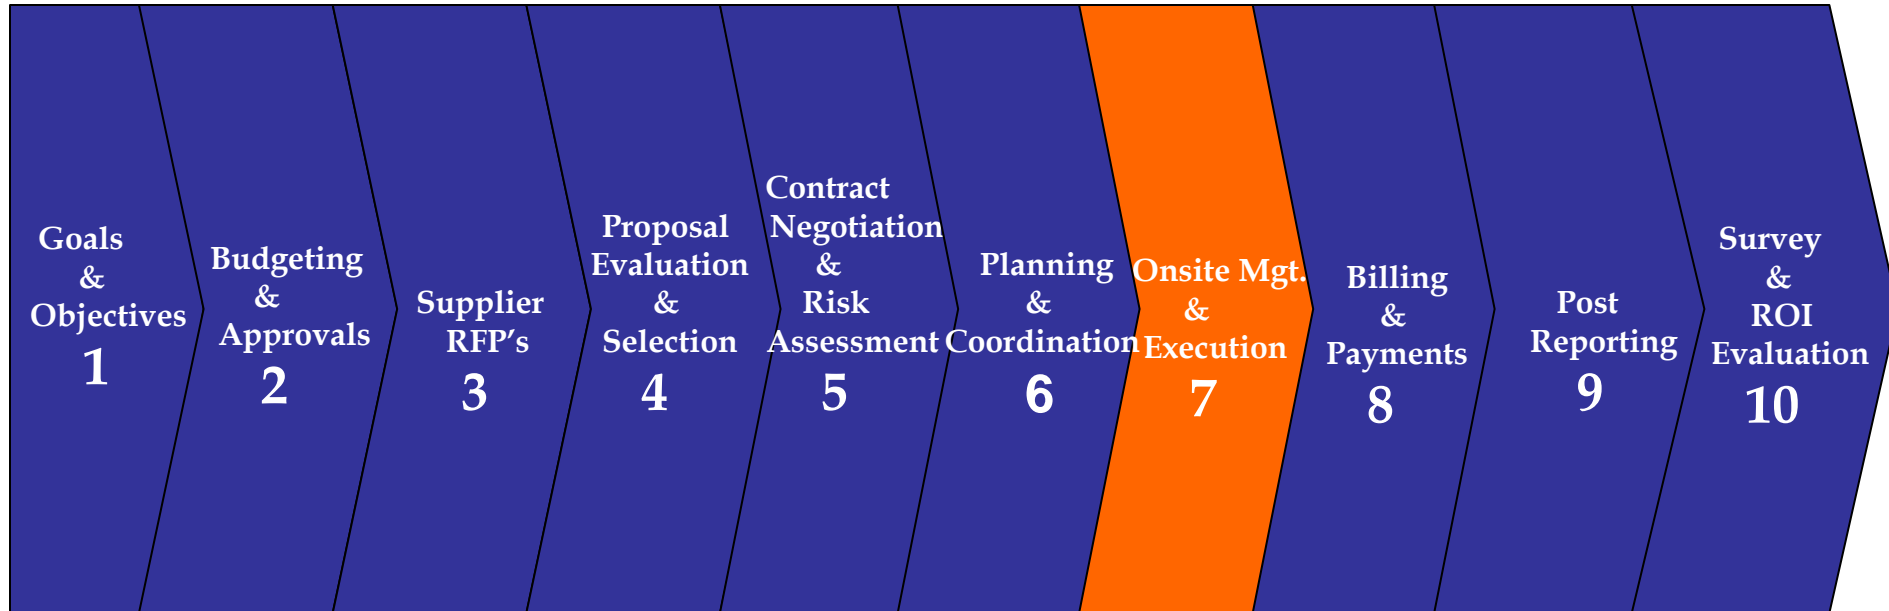 Goals
&
Objectives
1
Budgeting
&
Approvals
2
Supplier
RFP's
3
Proposal
Evaluation
&
Selection
4
Contract
Negotiation
&
Risk
Assessment
5
Planning
&
Coordination
6
Onsite Mgt.
&
Execution
7
Billing
&
Payments
8
Post
Reporting
9
Survey
&
ROI
Evaluation
10